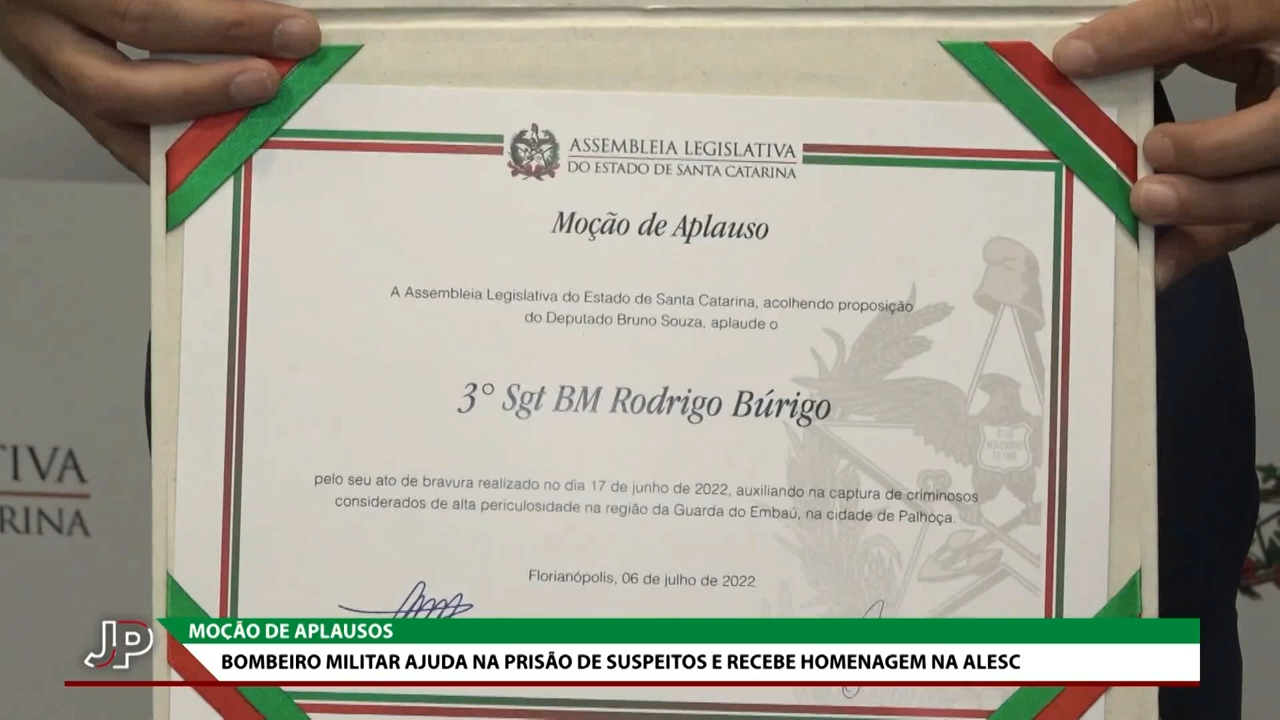 ASSEMBLEIA LEGISLATIVA
DO ESTADO DE SANTA CATARINA
Moção de Aplauso
A Assembleia Legislativa do Estado de Santa Catarina, acolhendo proposição
do Deputado Bruno Souza, aplaude o
3° Sgt BM Rodrigo Búrigo
pelo seu ato de bravura realizado no dia 17 de junho de 2022, auxiliando na captura de criminosos
considerados de alta periculosidade na região da Guarda do Embaú, na cidade de Palhoça.
Florianópolis, 06 de julho de 2022
TIVA
RINA
JP
MOÇÃO DE APLAUSOS
BOMBEIRO MILITAR AJUDA NA PRISÃO DE SUSPEITOS E RECEBE HOMENAGEM NA ALESC